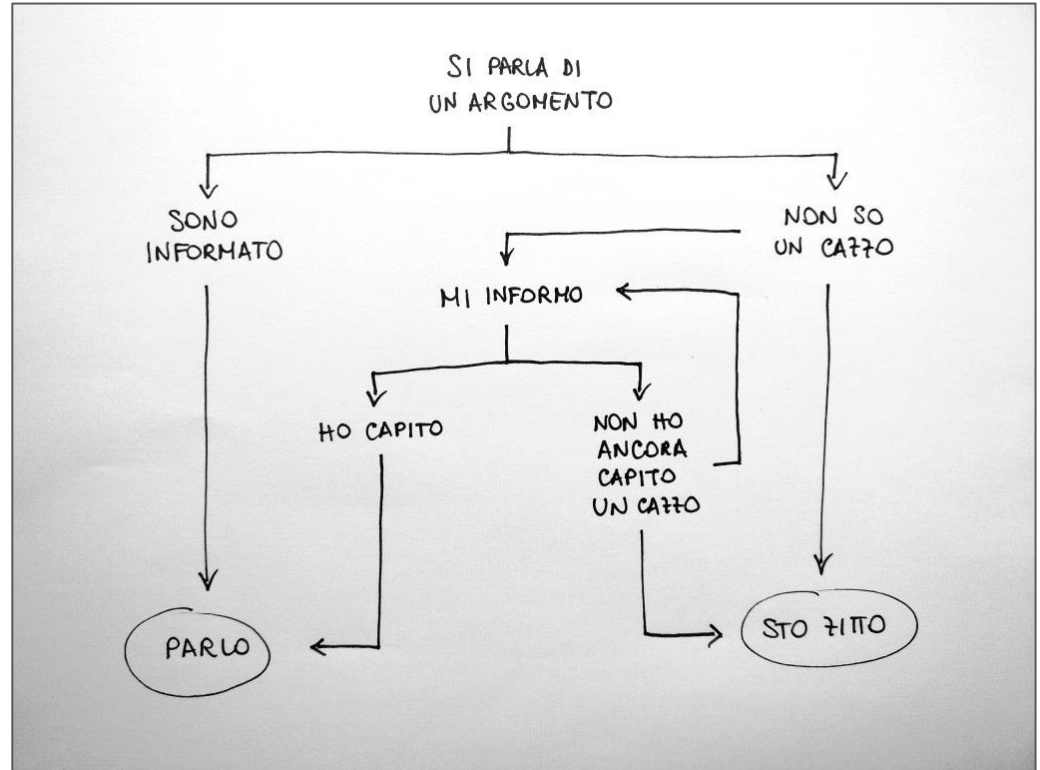 SI PARLA DI
UN ARGOMENTO
SONO
INFORMATO
NON SO
UN CAZZO
MI INFORMO
HO CAPITO
NON HO
ANCORA
CAPITO
UN CAZZO
PARLO
STO ZITTO